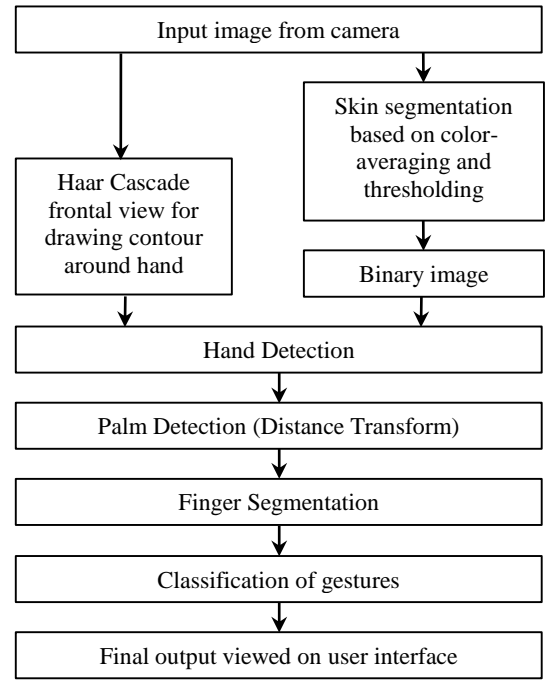 Input image from camera
Haar Cascade
frontal view for
drawing contour
around hand
Skin segmentation
based on color-
averaging and
thresholding
Binary image
Hand Detection
Palm Detection (Distance Transform)
Finger Segmentation
Classification of gestures
Final output viewed on user interface